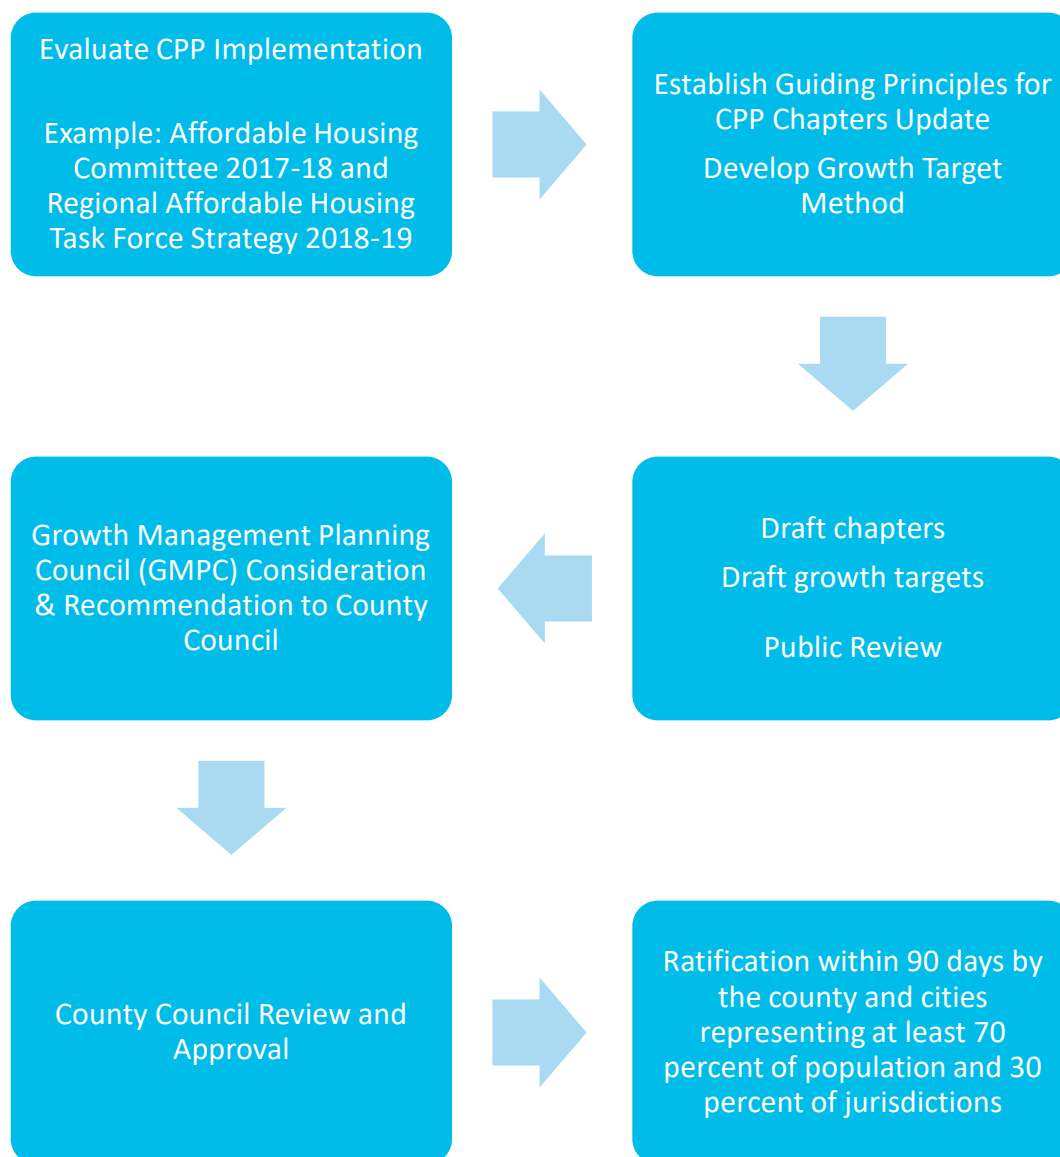 Evaluate CPP Implementation
Example: Affordable Housing
Committee 2017-18 and
Regional Affordable Housing
Task Force Strategy 2018-19
Establish Guiding Principles for
CPP Chapters Update
Develop Growth Target
Method
Draft chapters
Draft growth targets
Public Review
Growth Management Planning
Council (GMPC) Consideration
& Recommendation to County
Council
County Council Review and
Approval
Ratification within 90 days by
the county and cities
representing at least 70
percent of population and 30
percent of jurisdictions